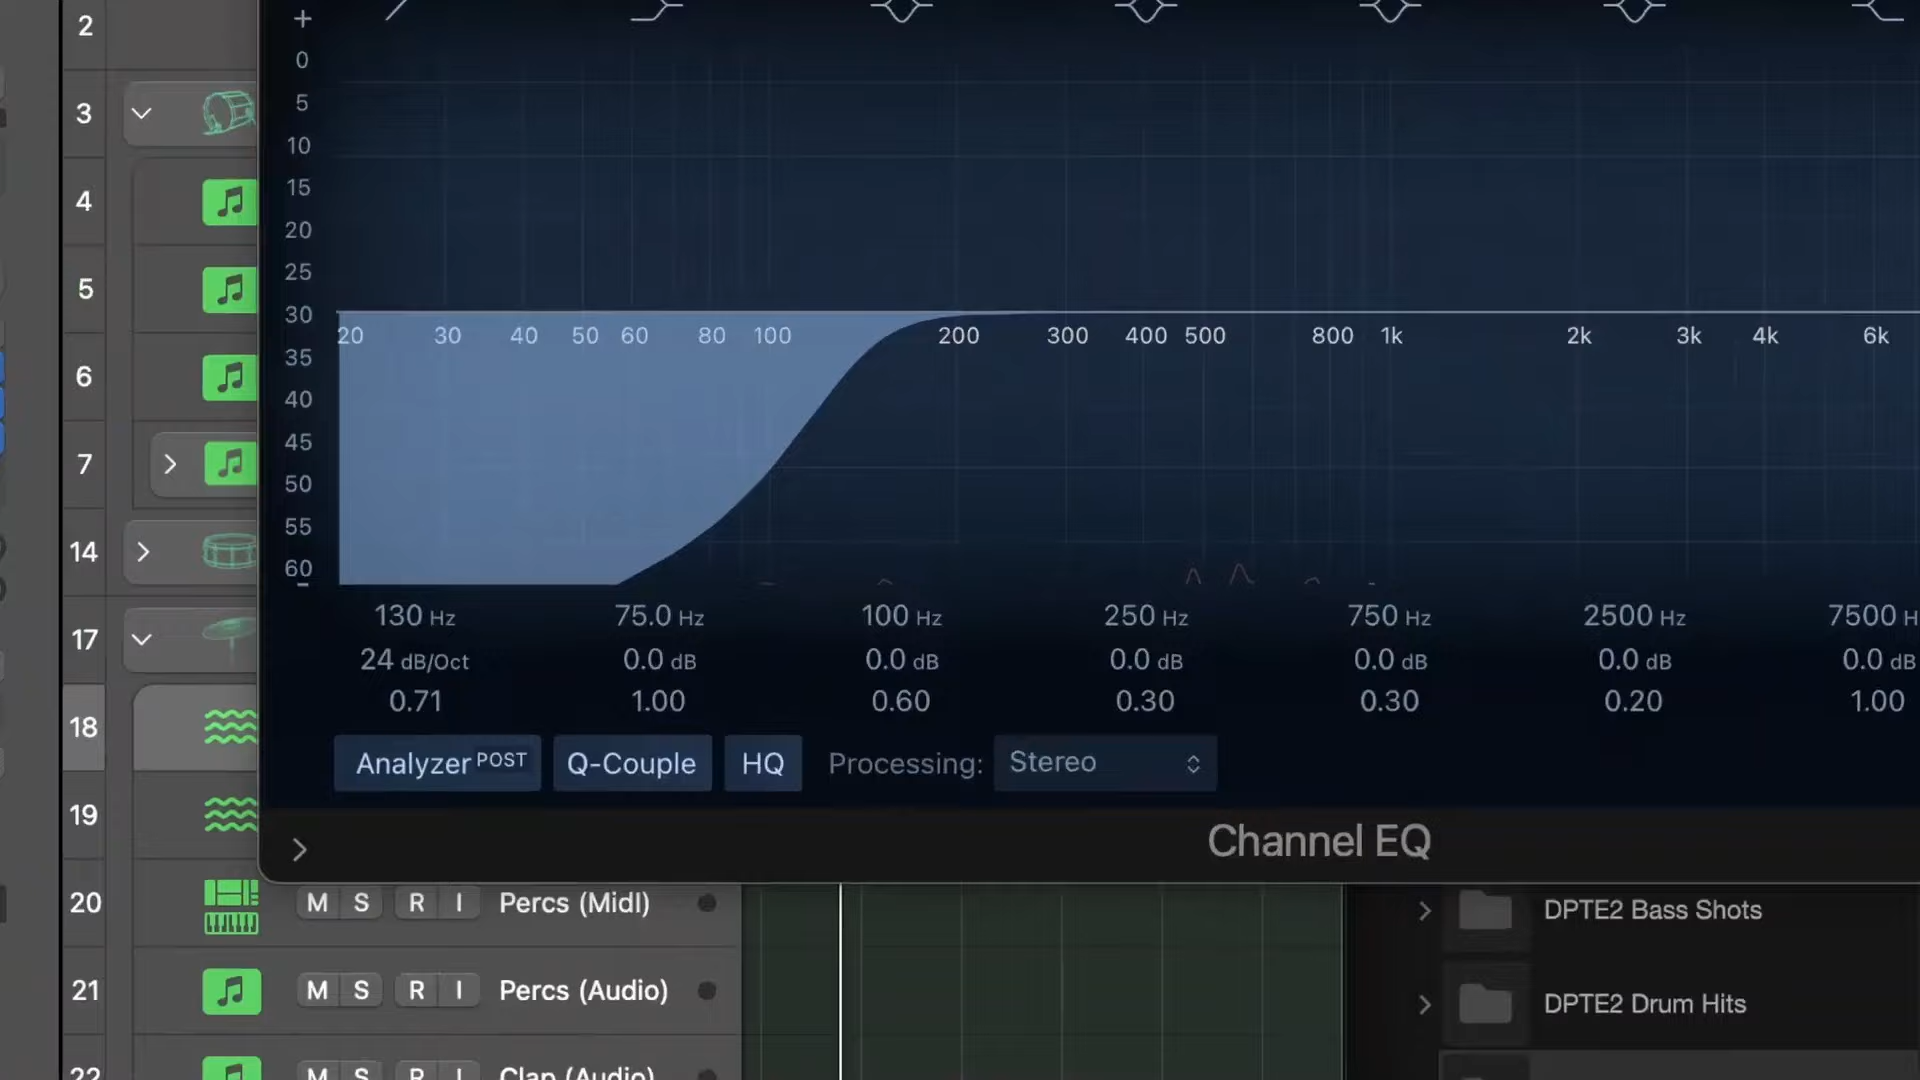 2
3
4
5
6
7
14
17
18
19
20
21
22
+
0
5
10
15
20
25
30
35
40
45
50
55
60
-
20 30 40 50 60 80 100 200 300 400 500 800 1k 2k 3k 4k 6k
130 Hz 75.0 Hz 100 Hz 250 Hz 750 Hz 2500 Hz 7500 H
24 dB/Oct 0.0 dB 0.0 dB 0.0 dB 0.0 dB 0.0 dB 0.0 dB
0.71 1.00 0.60 0.30 0.30 0.20 1.00
Analyzer POST Q-Couple HQ Processing: Stereo
Channel EQ
M S R I Percs (MIdI)
M S R I Percs (Audio)
M S R I Clap (Audio)
DPTE2 Bass Shots
DPTE2 Drum Hits